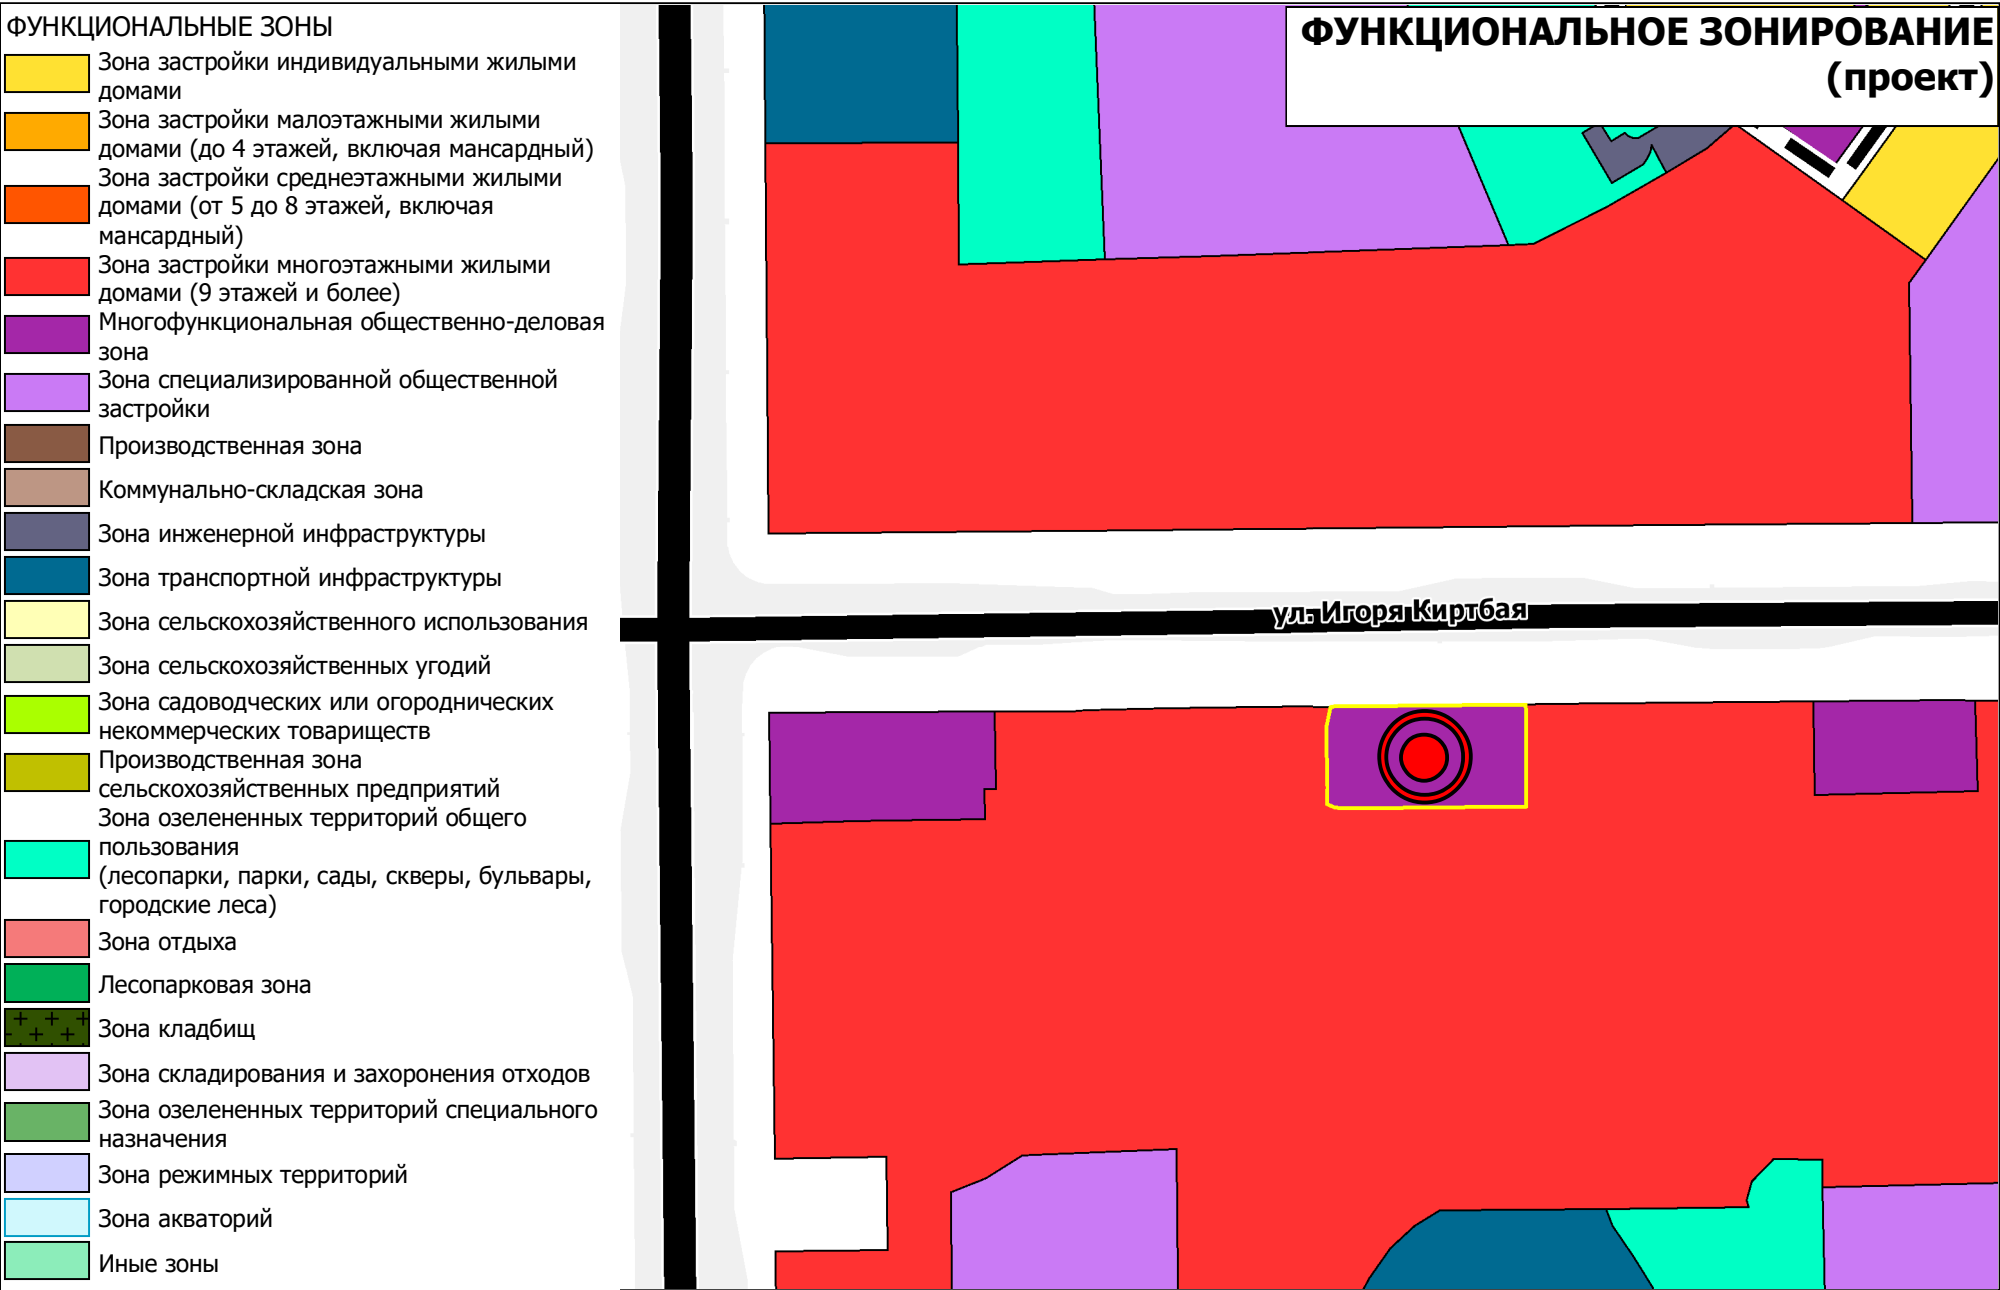 ФУНКЦИОНАЛЬНЫЕ ЗОНЫ
Зона застройки индивидуальными жилыми
домами
Зона застройки малоэтажными жилыми
домами (до 4 этажей, включая мансардный)
Зона застройки среднеэтажными жилыми
домами (от 5 до 8 этажей, включая
мансардный)
Зона застройки многоэтажными жилыми
домами (9 этажей и более)
Многофункциональная общественно-деловая
зона
Зона специализированной общественной
застройки
Производственная зона
Коммунально-складская зона
Зона инженерной инфраструктуры
Зона транспортной инфраструктуры
Зона сельскохозяйственного использования
Зона сельскохозяйственных угодий
Зона садоводческих или огороднических
некоммерческих товариществ
Производственная зона
сельскохозяйственных предприятий
Зона озелененных территорий общего
пользования
(лесопарки, парки, сады, скверы, бульвары,
городские леса)
Зона отдыха
Лесопарковая зона
Зона кладбищ
Зона складирования и захоронения отходов
Зона озелененных территорий специального
назначения
Зона режимных территорий
Зона акваторий
Иные зоны
ФУНКЦИОНАЛЬНОЕ ЗОНИРОВАНИЕ
(проект)
ул. Игоря Киртбая